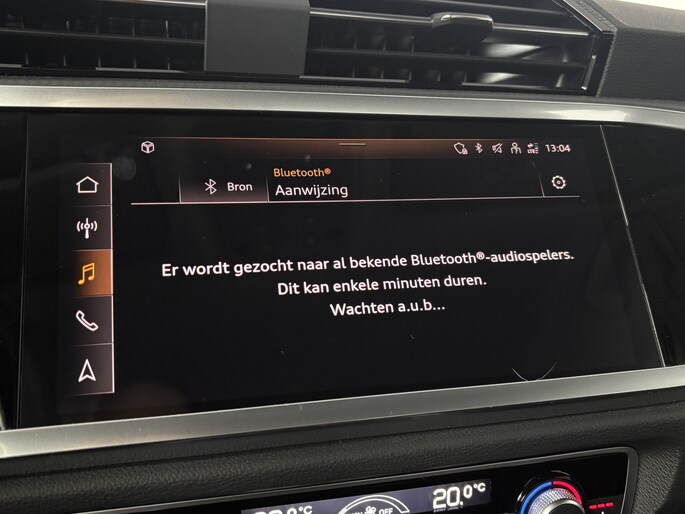 13:04
Bluetooth®
Bron
Aanwijzing
Er wordt gezocht naar al bekende Bluetooth®-audiospelers.
Dit kan enkele minuten duren.
Wachten a.u.b...
20.0°C
OFF